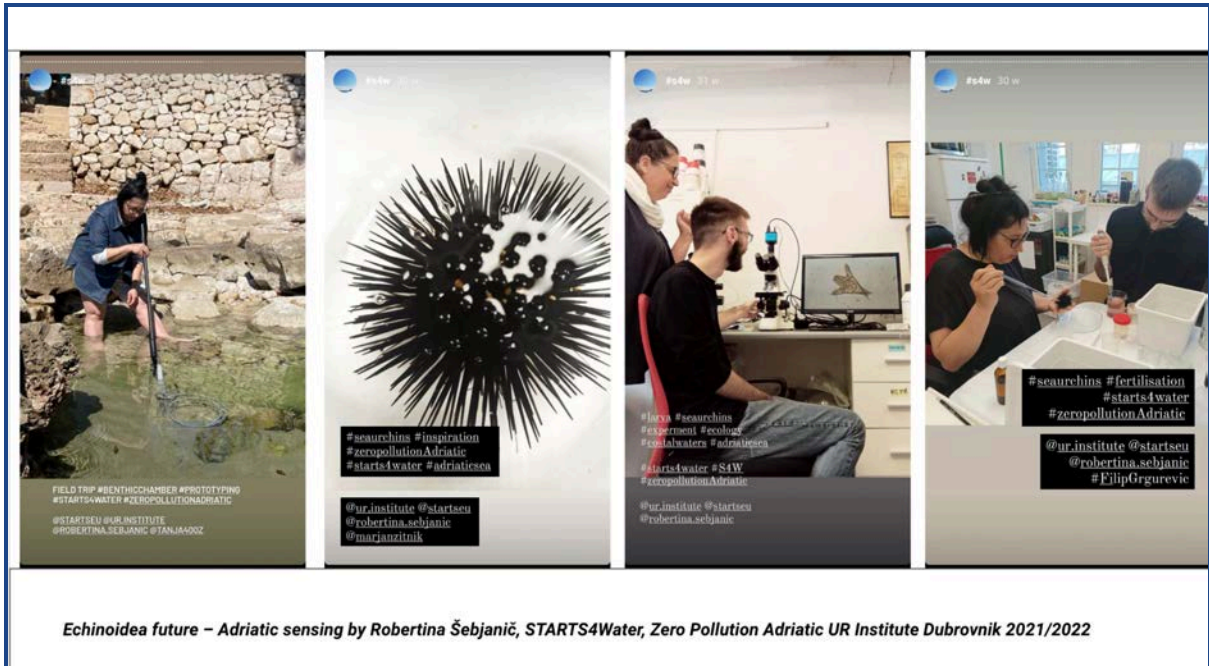 #s4w
FIELD TRIP #BENTHICCHAMBER #PROTOTYPING
#STARTS4WATER #ZEROPOLLUTIONADRIATIC
@STARTSEU @UR.INSTITUTE
@ROBERTINA.SEBJANIC @TANJA400Z
#s4w 30 w
#seaurchins #inspiration
#zeropollutionAdriatic
#starts4water #adriaticsea
@ur.institute @startseu
@robertina.sebjanic
@marjanzitnik
#s4w 31 w
#larva #seaurchins
#experment #ecology
#costalwaters #adriaticsea
#starts4water #S4W
#zeropollutionAdriatic
@ur.institute @startseu
@robertina.sebjanic
#s4w 30 w
#seaurchins #fertilisation
#starts4water
#zeropollutionAdriatic
@ur.institute @startseu
@robertina.sebjanic
#FilipGrgurevic
Echinoidea future – Adriatic sensing by Robertina Šebjanič, STARTS4Water, Zero Pollution Adriatic UR Institute Dubrovnik 2021/2022